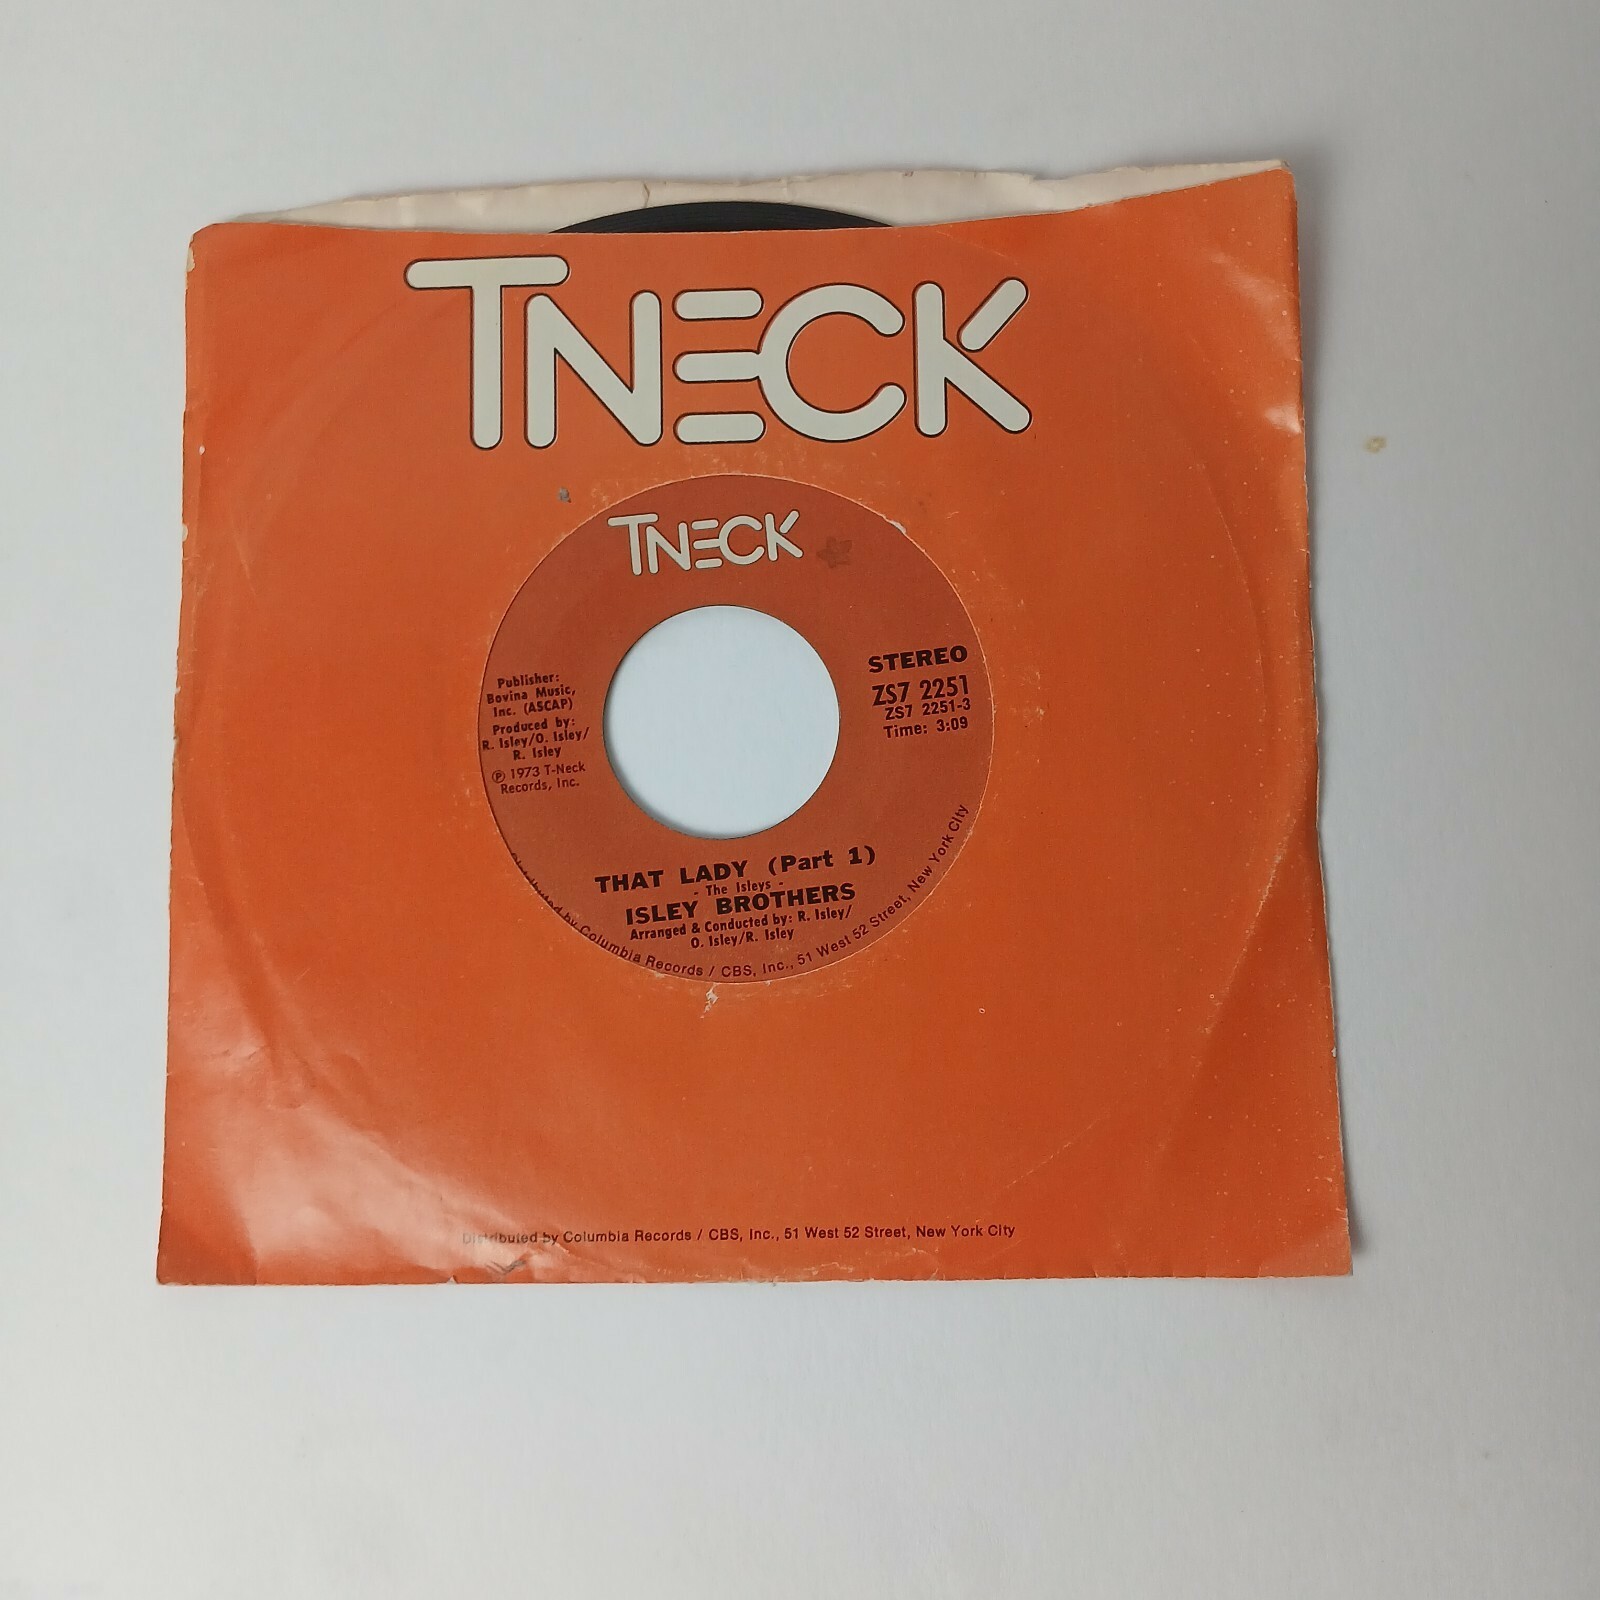 TNECK
TNECK
STEREO
ZS7 2251
ZS7 2251-3
Time: 3:09
Publisher:
Bovina Music,
Inc. (ASCAP)
Produced by:
R. Isley/O. Isley/
R. Isley
℗ 1973 T-Neck
Records, Inc.
THAT LADY (Part 1)
- The Isleys -
ISLEY BROTHERS
Arranged & Conducted by: R. Isley/
O. Isley/R. Isley
Distributed by Columbia Records / CBS, Inc., 51 West 52 Street, New York City
Distributed by Columbia Records / CBS, Inc., 51 West 52 Street, New York City